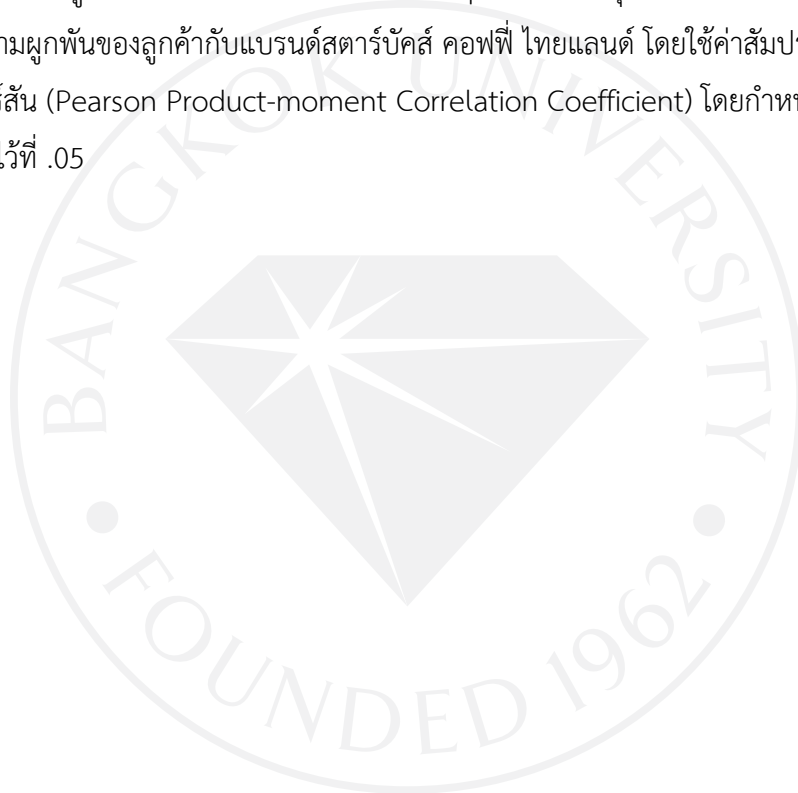 ามผูกพันของลูกค้ากับแบรนด์สตาร์บัคส์ คอฟฟี่ ไทยแลนด์ โดยใช้ค่าสัมปร
์สัน (Pearson Product-moment Correlation Coefficient) โดยกำหน
ไว้ที่ .05
BANGKOK UNIVERSITY
FOUNDED 1962